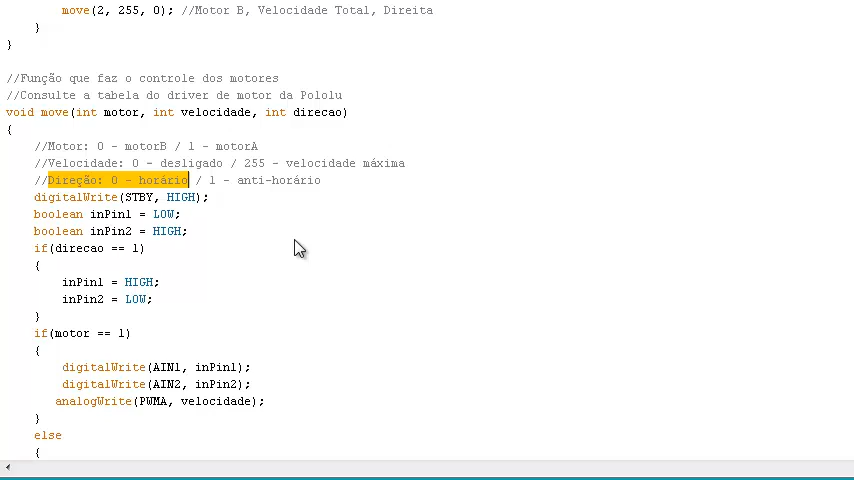 move(2, 255, 0); //Motor B, Velocidade Total, Direita
}
}
//Função que faz o controle dos motores
//Consulte a tabela do driver de motor da Pololu
void move(int motor, int velocidade, int direcao)
{
//Motor: 0 - motorB / 1 - motorA
//Velocidade: 0 - desligado / 255 - velocidade máxima
//Direção: 0 - horário / 1 - anti-horário
digitalWrite(STBY, HIGH);
boolean inPin1 = LOW;
boolean inPin2 = HIGH;
if(direcao == 1)
{
inPin1 = HIGH;
inPin2 = LOW;
}
if(motor == 1)
{
digitalWrite(AIN1, inPin1);
digitalWrite(AIN2, inPin2);
analogWrite(PWMA, velocidade);
}
else
{